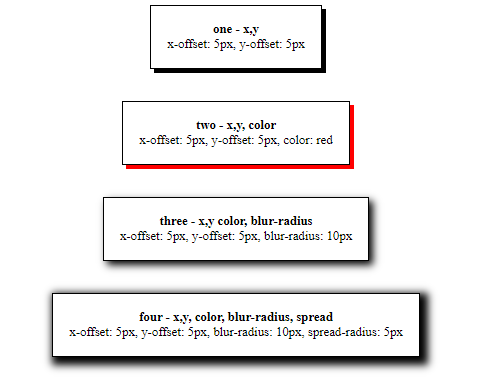 one - x,y
x-offset: 5px, y-offset: 5px
two - x,y, color
x-offset: 5px, y-offset: 5px, color: red
three - x,y color, blur-radius
x-offset: 5px, y-offset: 5px, blur-radius: 10px
four - x,y, color, blur-radius, spread
x-offset: 5px, y-offset: 5px, blur-radius: 10px, spread-radius: 5px